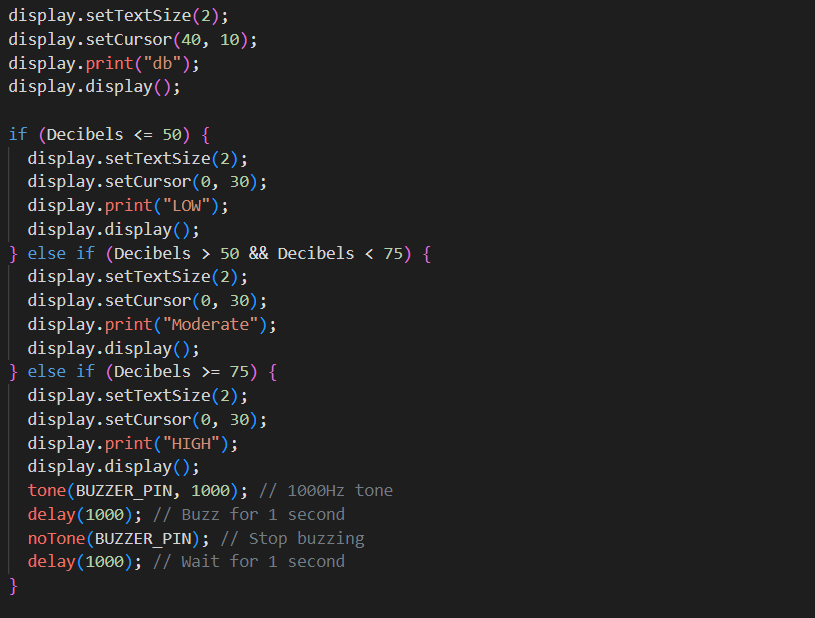 display.setTextSize(2);
display.setCursor(40, 10);
display.print("db");
display.display();

if (Decibels <= 50) {
  display.setTextSize(2);
  display.setCursor(0, 30);
  display.print("LOW");
  display.display();
} else if (Decibels > 50 && Decibels < 75) {
  display.setTextSize(2);
  display.setCursor(0, 30);
  display.print("Moderate");
  display.display();
} else if (Decibels >= 75) {
  display.setTextSize(2);
  display.setCursor(0, 30);
  display.print("HIGH");
  display.display();
  tone(BUZZER_PIN, 1000); // 1000Hz tone
  delay(1000); // Buzz for 1 second
  noTone(BUZZER_PIN); // Stop buzzing
  delay(1000); // Wait for 1 second
}